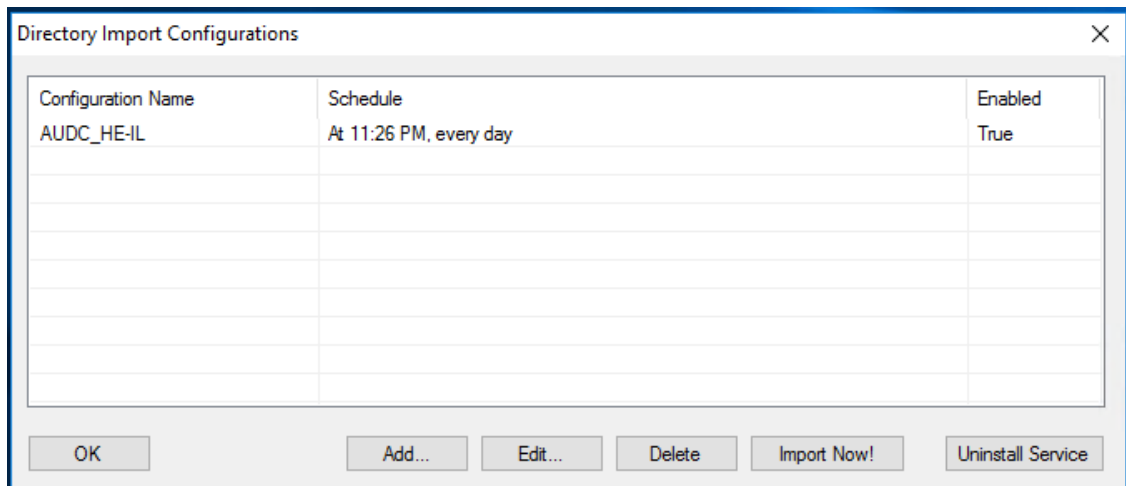 Directory Import Configurations
Configuration Name Schedule Enabled
AUDC_HE-IL At 11:26 PM, every day True
OK Add... Edit... Delete Import Now! Uninstall Service